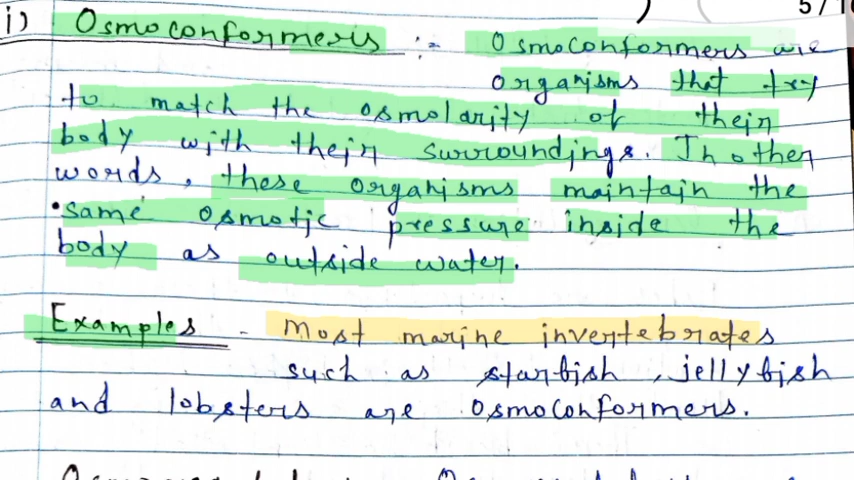 5/10
i) Osmoconformers :- Osmoconformers are
organisms that try
to match the osmolarity of their
body with their surroundings. In other
words, these organisms maintain the
same osmotic pressure inside the
body as outside water.
Examples - Most marine invertebrates
such as starfish, jellyfish
and lobsters are osmoconformers.